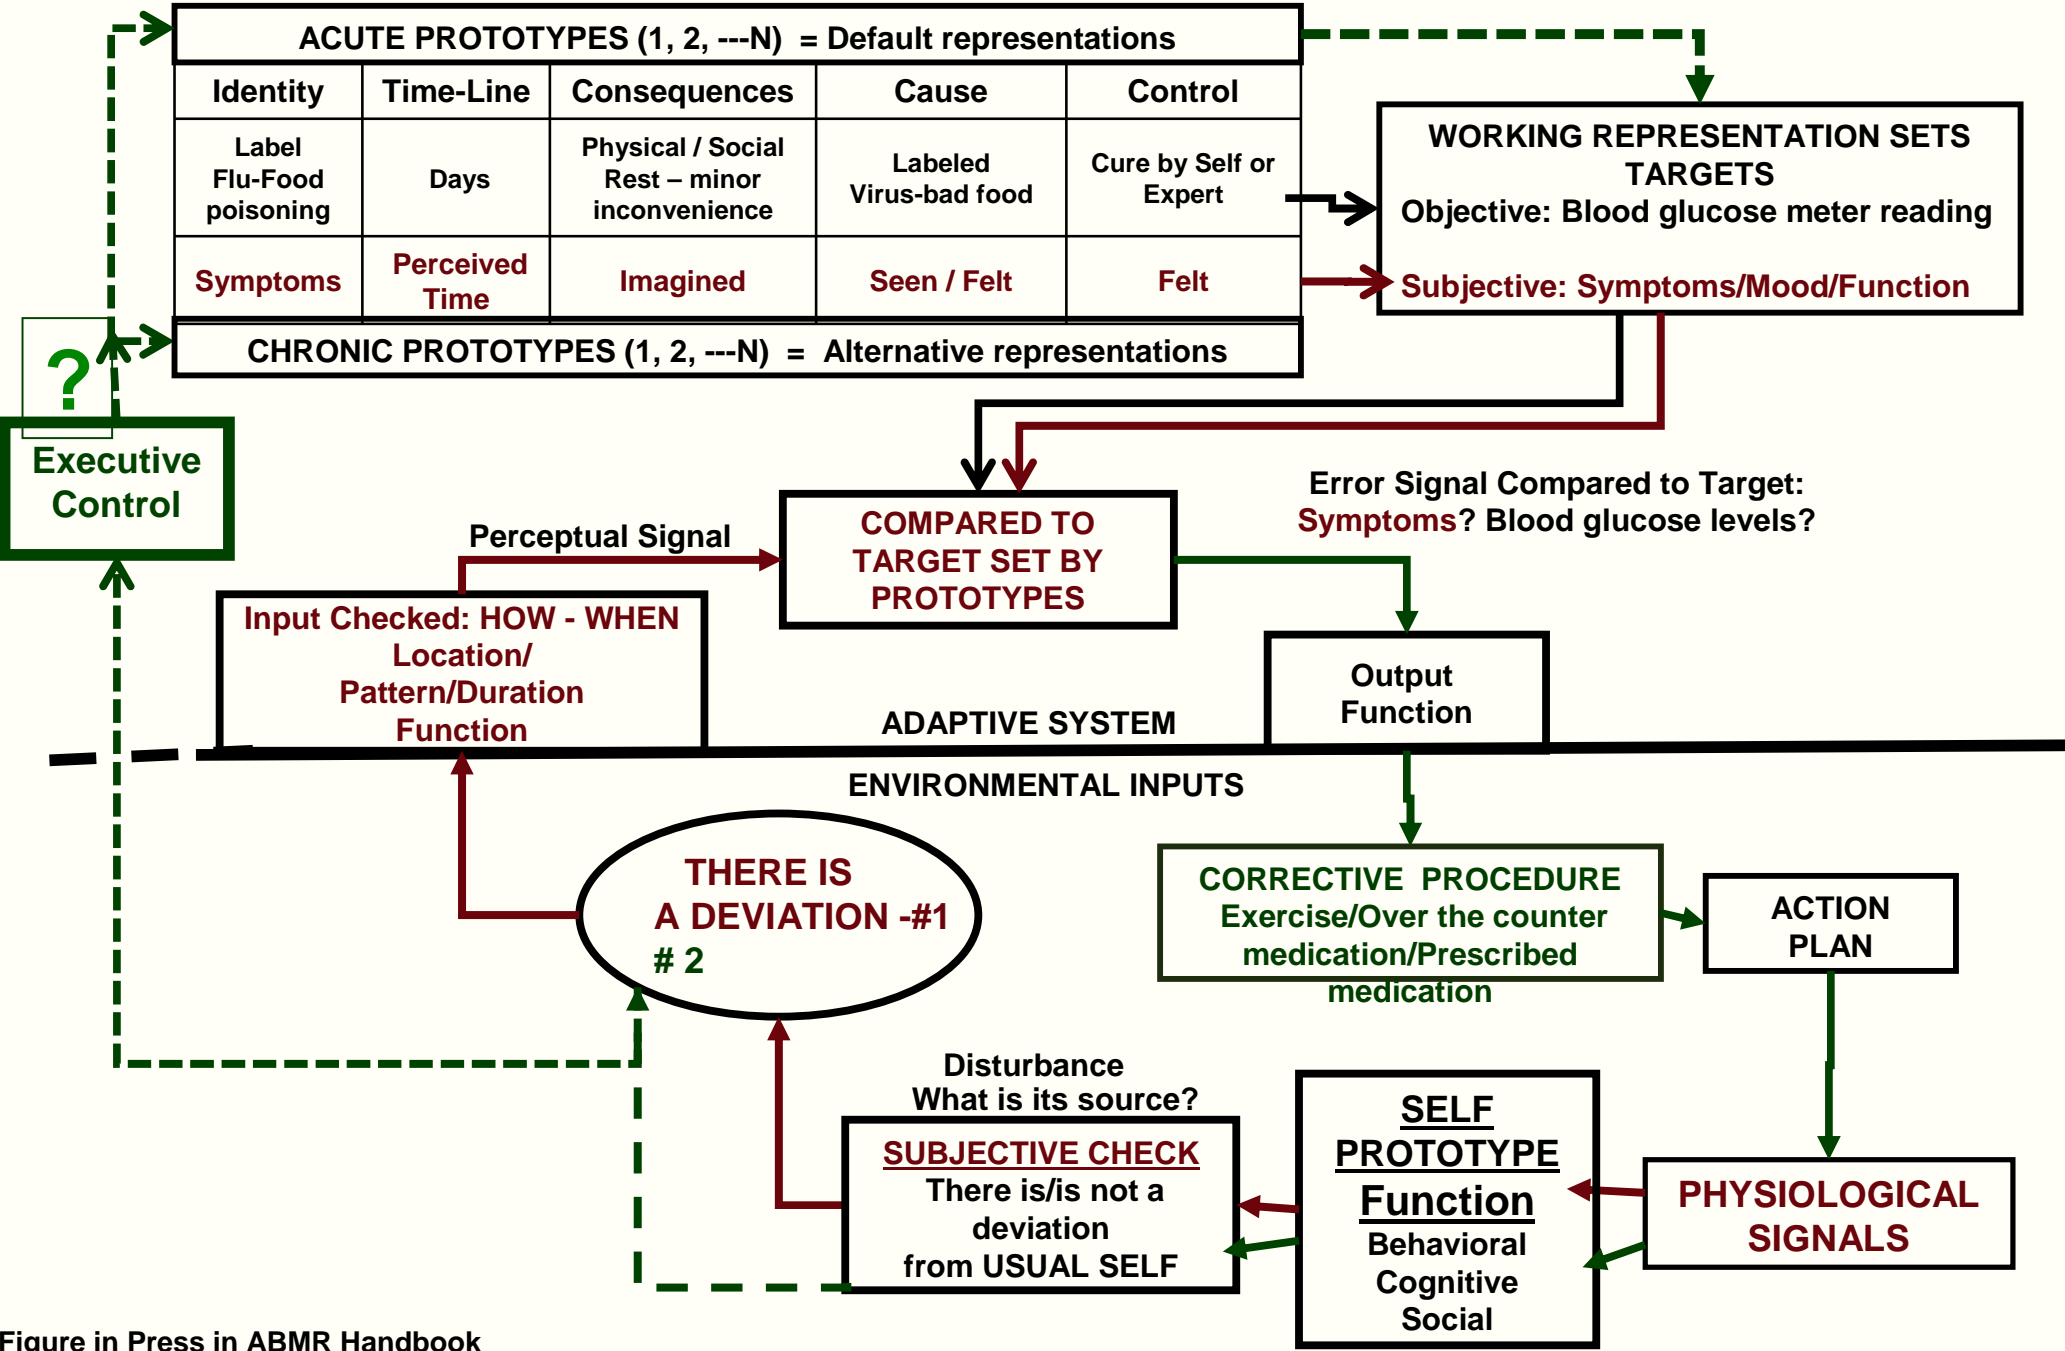 ACUTE PROTOTYPES (1, 2, ---N) = Default representations
Identity
Time-Line
Consequences
Cause
Control
Label
Flu-Food
poisoning
Days
Physical / Social
Rest – minor
inconvenience
Labeled
Virus-bad food
Cure by Self or
Expert
Symptoms
Perceived
Time
Imagined
Seen / Felt
Felt
CHRONIC PROTOTYPES (1, 2, ---N) = Alternative representations
WORKING REPRESENTATION SETS
TARGETS
Objective: Blood glucose meter reading
Subjective: Symptoms/Mood/Function
?
Executive
Control
Perceptual Signal
COMPARED TO
TARGET SET BY
PROTOTYPES
Error Signal Compared to Target:
Symptoms? Blood glucose levels?
Input Checked: HOW - WHEN
Location/
Pattern/Duration
Function
Output
Function
ADAPTIVE SYSTEM
ENVIRONMENTAL INPUTS
THERE IS
A DEVIATION -#1
# 2
CORRECTIVE PROCEDURE
Exercise/Over the counter
medication/Prescribed
medication
ACTION
PLAN
Disturbance
What is its source?
SUBJECTIVE CHECK
There is/is not a
deviation
from USUAL SELF
SELF
PROTOTYPE
Function
Behavioral
Cognitive
Social
PHYSIOLOGICAL
SIGNALS
Figure in Press in ABMR Handbook